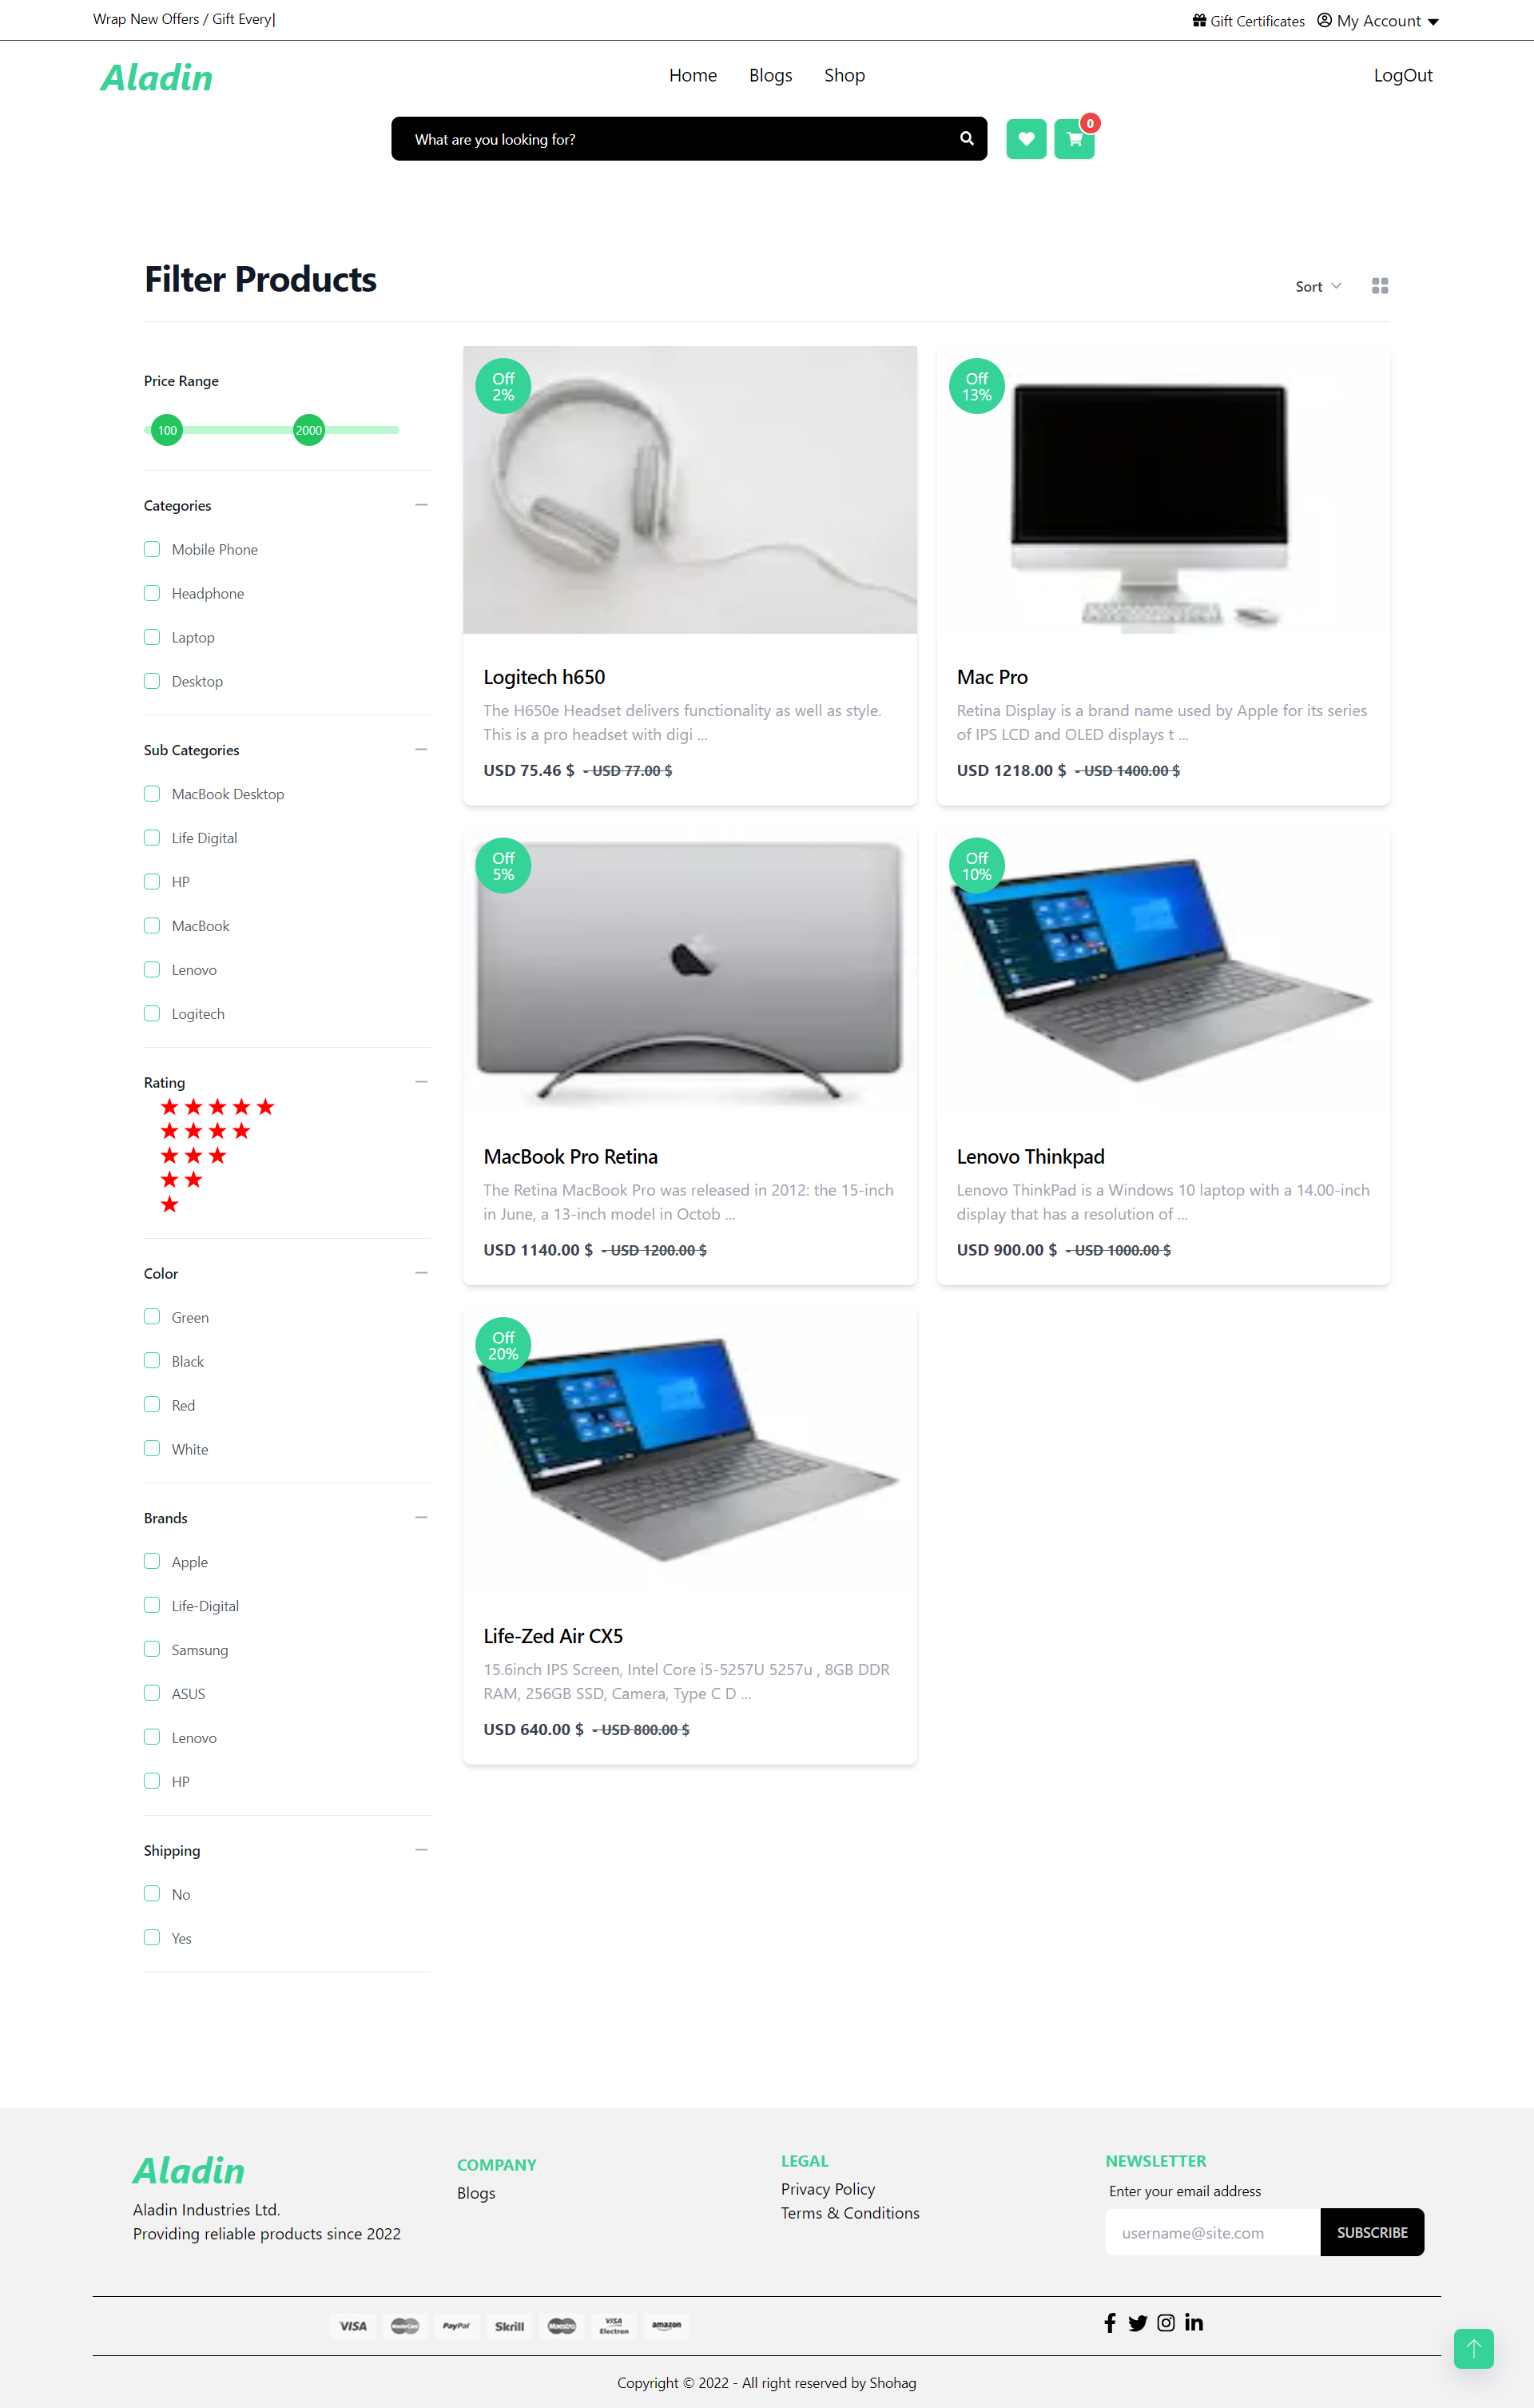 Wrap New Offers / Gift Every|
Gift Certificates
My Account
Aladin
Home
Blogs
Shop
LogOut
What are you looking for?
0
Filter Products
Sort
Price Range
100
2000
Categories
Mobile Phone
Headphone
Laptop
Desktop
Sub Categories
MacBook Desktop
Life Digital
HP
MacBook
Lenovo
Logitech
Rating
Color
Green
Black
Red
White
Brands
Apple
Life-Digital
Samsung
ASUS
Lenovo
HP
Shipping
No
Yes
Off
2%
Logitech h650
The H650e Headset delivers functionality as well as style.
This is a pro headset with digi ...
USD 75.46 $ - USD 77.00 $
Off
13%
Mac Pro
Retina Display is a brand name used by Apple for its series
of IPS LCD and OLED displays t ...
USD 1218.00 $ - USD 1400.00 $
Off
5%
MacBook Pro Retina
The Retina MacBook Pro was released in 2012: the 15-inch
in June, a 13-inch model in Octob ...
USD 1140.00 $ - USD 1200.00 $
Off
10%
Lenovo Thinkpad
Lenovo ThinkPad is a Windows 10 laptop with a 14.00-inch
display that has a resolution of ...
USD 900.00 $ - USD 1000.00 $
Off
20%
Life-Zed Air CX5
15.6inch IPS Screen, Intel Core i5-5257U 5257u , 8GB DDR
RAM, 256GB SSD, Camera, Type C D ...
USD 640.00 $ - USD 800.00 $
Aladin
Aladin Industries Ltd.
Providing reliable products since 2022
COMPANY
Blogs
LEGAL
Privacy Policy
Terms & Conditions
NEWSLETTER
Enter your email address
username@site.com
SUBSCRIBE
VISA
MasterCard
PayPal
Skrill
Maestro
VISA
Electron
amazon
Copyright © 2022 - All right reserved by Shohag